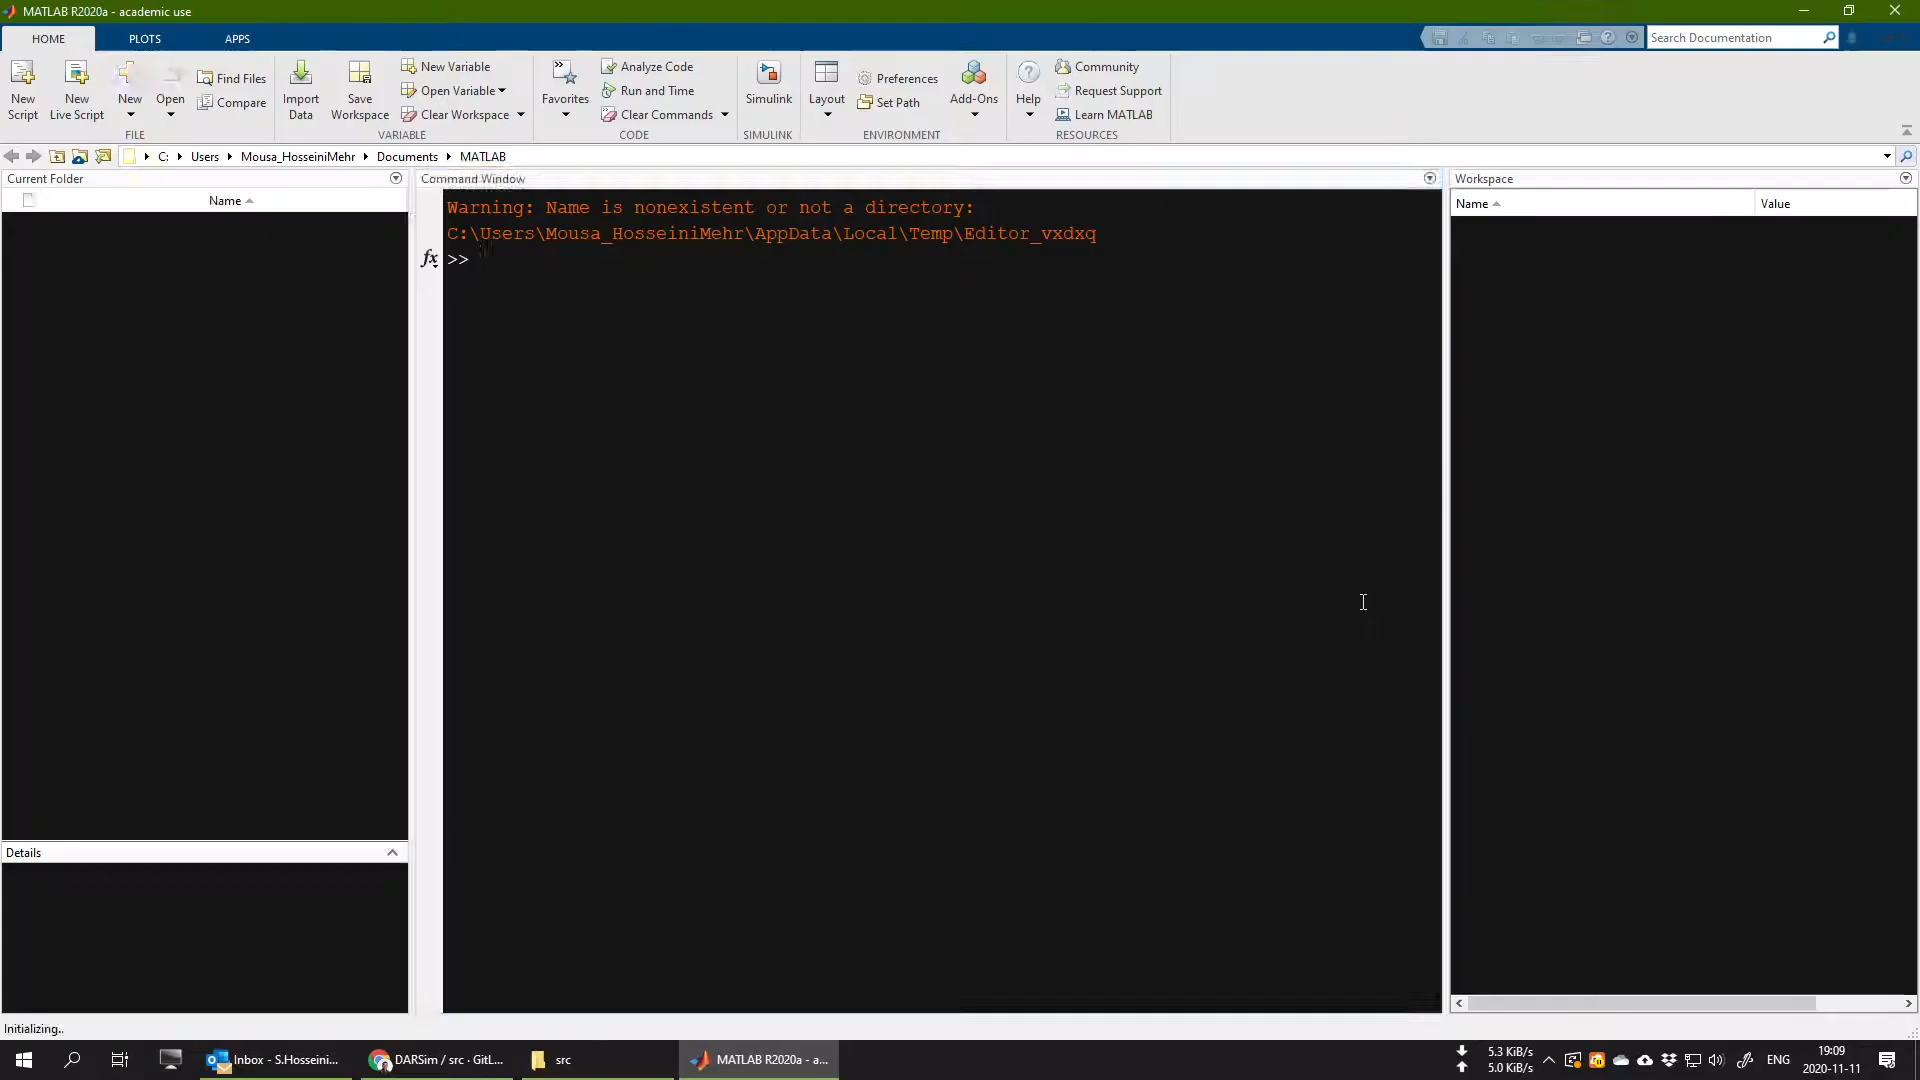 MATLAB R2020a - academic use
HOME PLOTS APPS
Search Documentation
New Script
New Live Script
New
Open
Find Files
Compare
FILE
Import Data
Save Workspace
New Variable
Open Variable
Clear Workspace
VARIABLE
Favorites
Analyze Code
Run and Time
Clear Commands
CODE
Simulink
SIMULINK
Layout
Preferences
Set Path
Add-Ons
ENVIRONMENT
Help
Community
Request Support
Learn MATLAB
RESOURCES
C: Users Mousa_HosseiniMehr Documents MATLAB
Current Folder
Name
Command Window
Warning: Name is nonexistent or not a directory:
C:\Users\Mousa_HosseiniMehr\AppData\Local\Temp\Editor_vxdxq
fx >>
Workspace
Name Value
Details
Initializing..
Inbox - S.Hosseini...
DARSim / src · GitL...
src
MATLAB R2020a - a...
5.3 KiB/s
5.0 KiB/s
ENG
19:09
2020-11-11